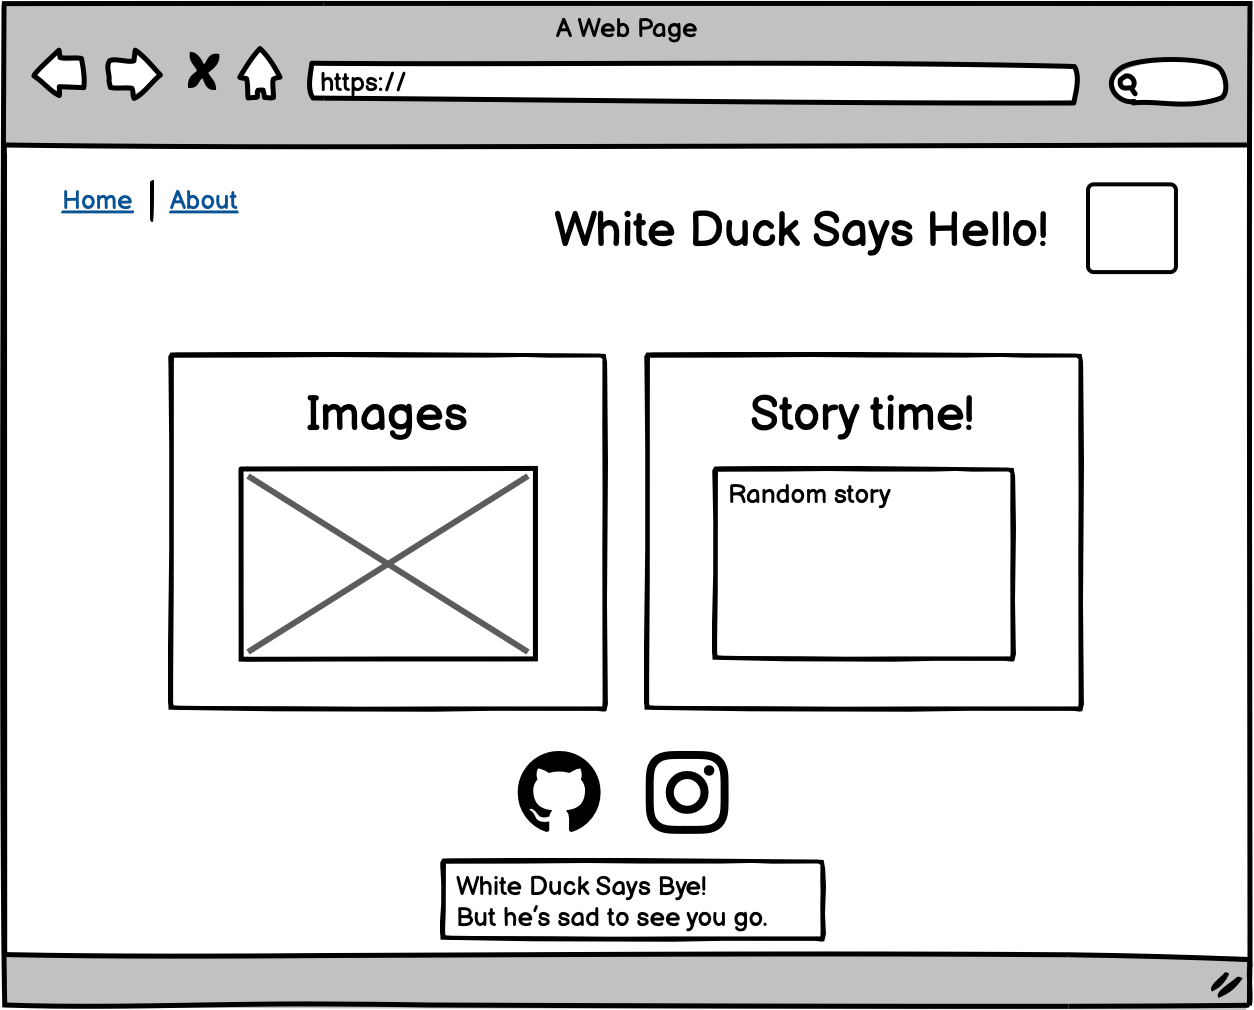 A Web Page
https://
Home | About
White Duck Says Hello!
Images
Story time!
Random story
White Duck Says Bye!
But he's sad to see you go.